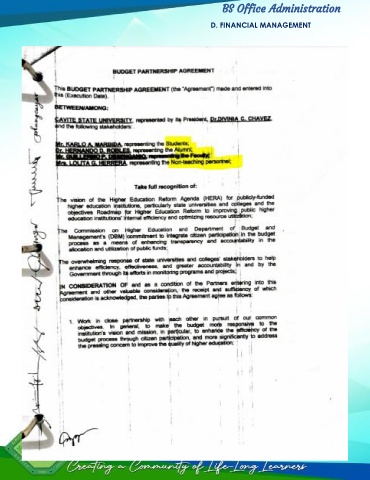 BS Office Administration
D. FINANCIAL MANAGEMENT
BUDGET PARTNERSHIP AGREEMENT
This BUDGET PARTNERSHIP AGREEMENT (the "Agreement") made and entered into
this (Execution Date).
BETWEEN/AMONG:
CAVITE STATE UNIVERSITY, represented by its President, Dr.DIVINIA C. CHAVEZ,
and the following stakeholders:
Mr. KARLO A. MARBIDA, representing the Students;
Dr. HERNANDO D. ROBLES, representing the Alumni;
Mr. GUILLERMO P. representing the Faculty;
Mrs. LOLITA G. HERRERA, representing the Non-teaching personnel;
Take full recognition of:
The vision of the Higher Education Reform Agenda (HERA) for publicly-funded
higher education institutions, particularly state universities and colleges and the
objectives Roadmap for Higher Education Reform to improving public higher
education institutions' internal efficiency and optimizing resource utilization;
The Commission on Higher Education and Department of Budget and
Management's (DBM) commitment to integrate citizen participation in the budget
process as a means of enhancing transparency and accountability in the
allocation and utilization of public funds;
The overwhelming response of state universities and colleges' stakeholders to help
enhance efficiency, effectiveness, and greater accountability in and by the
Government through its efforts in monitoring programs and projects;
IN CONSIDERATION OF and as a condition of the Partners entering into this
Agreement and other valuable consideration, the receipt and sufficiency of which
consideration is acknowledged, the parties to this Agreement agree as follows:
1. Work in close partnership with each other in pursuit of our common
objectives. In general, to make the budget more responsive to the
institution's vision and mission, in particular, to enhance the efficiency of the
budget process through citizen participation, and more significantly to address
the pressing concern to improve the quality of higher education;
Creating a Community of Life-Long Learners